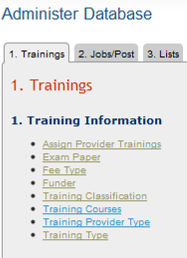 Administer Database
1. Trainings 2. Jobs/Post 3. Lists
1. Trainings
1. Training Information
Assign Provider Trainings
Exam Paper
Fee Type
Funder
Training Classification
Training Courses
Training Provider Type
Training Type